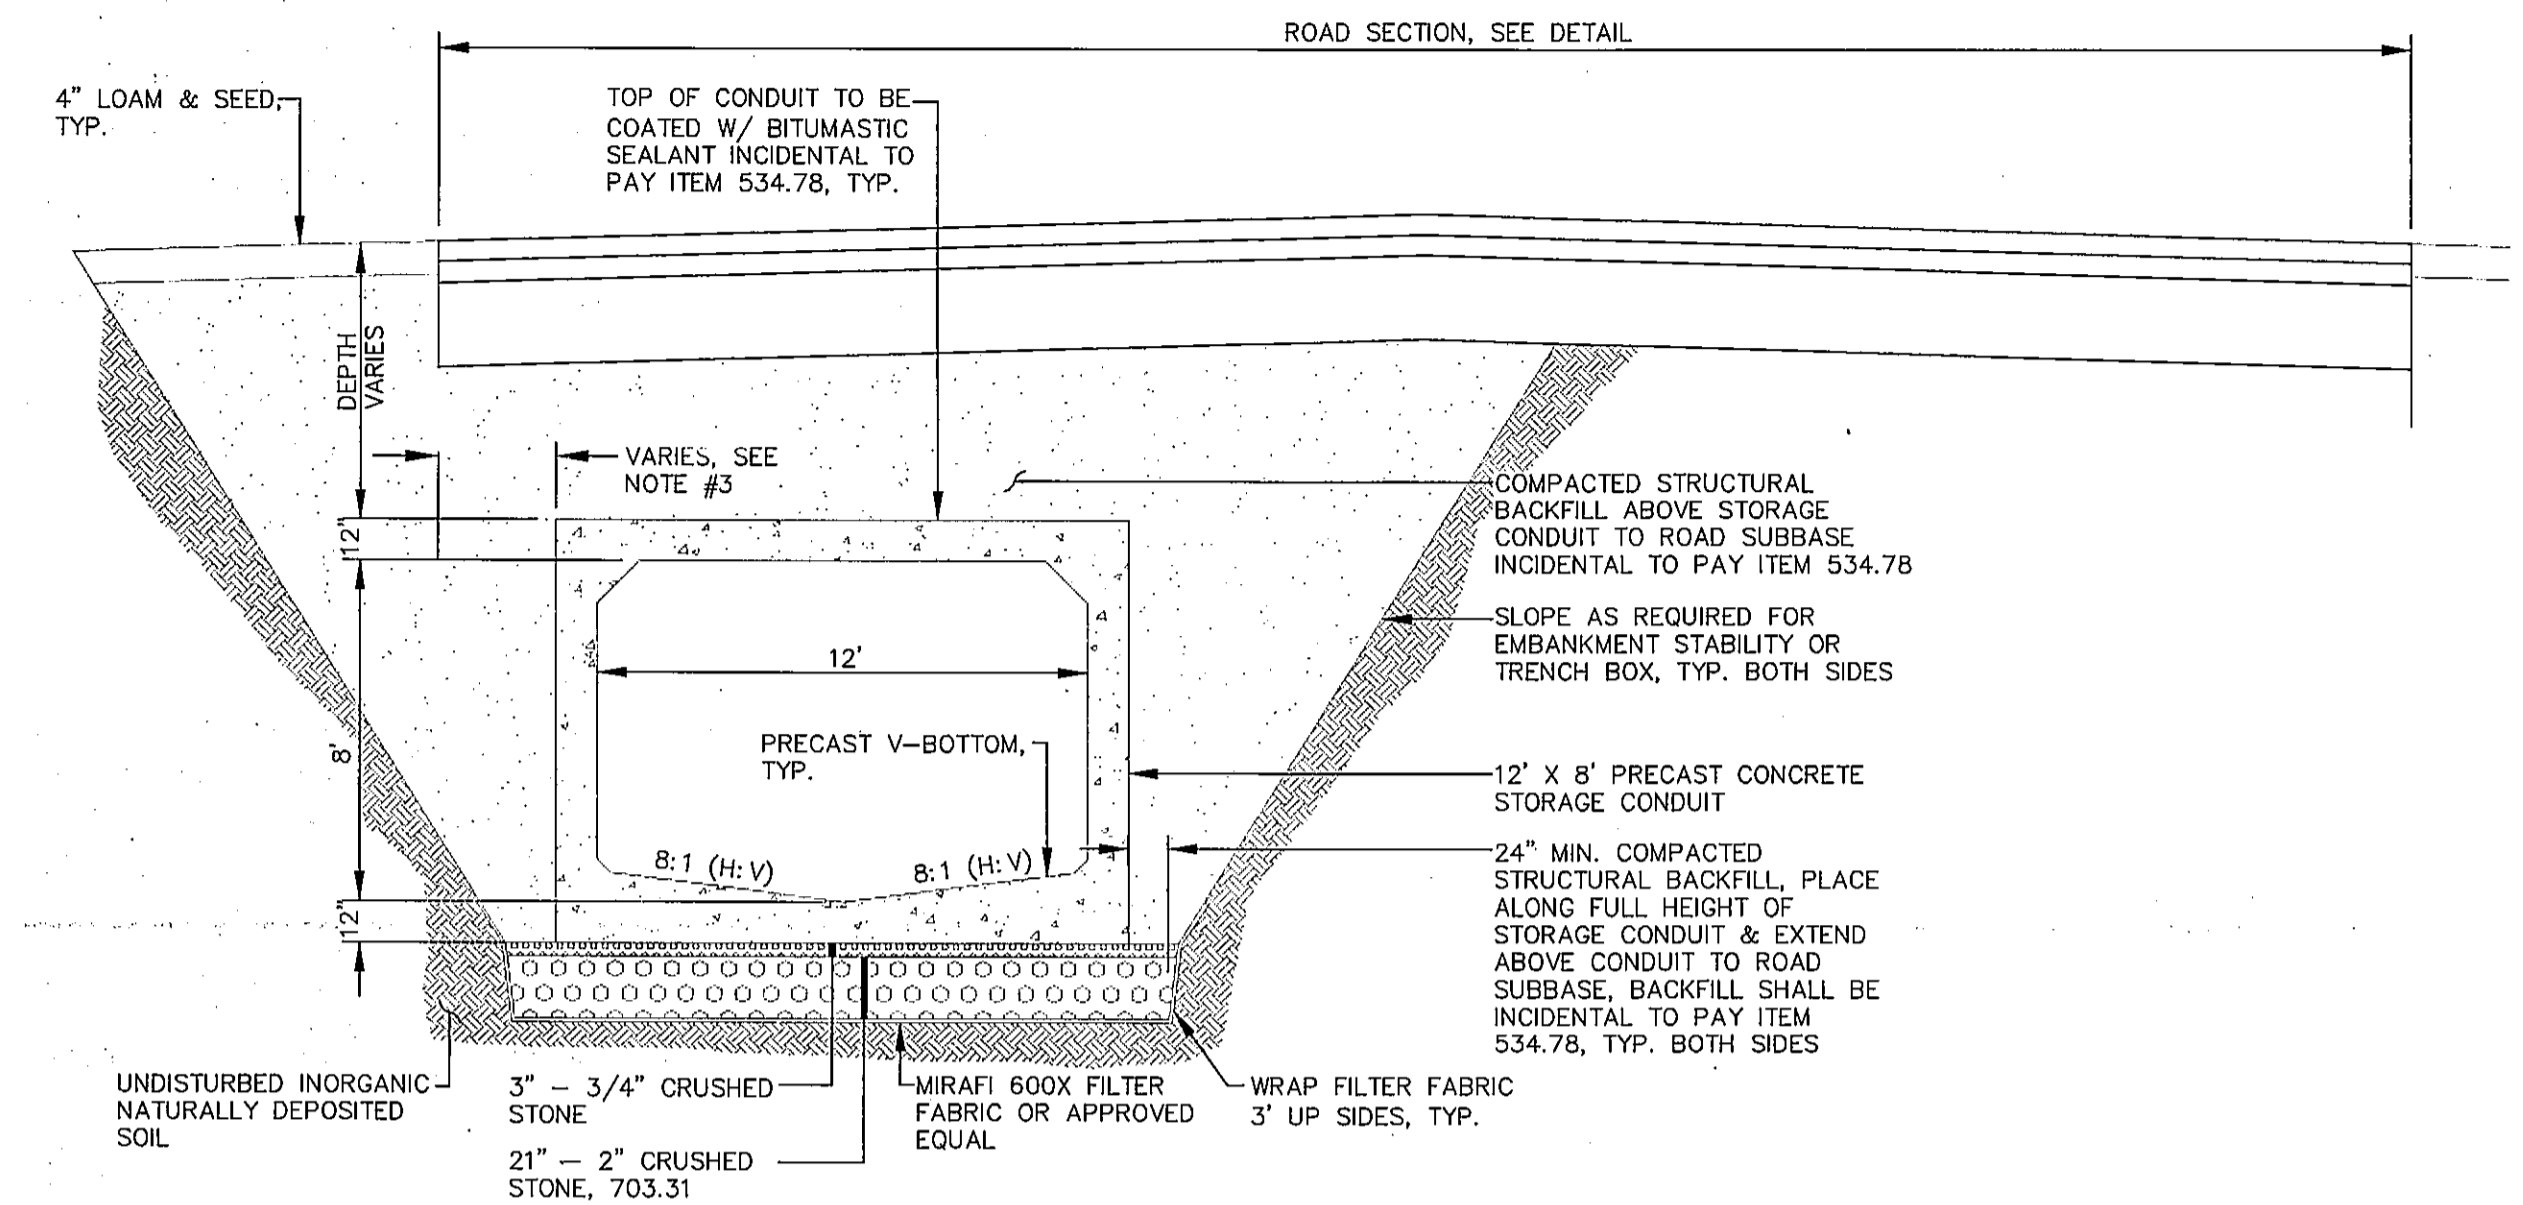 ROAD SECTION, SEE DETAIL
4" LOAM & SEED,
TYP.
TOP OF CONDUIT TO BE
COATED W/ BITUMASTIC
SEALANT INCIDENTAL TO
PAY ITEM 534.78, TYP.
DEPTH
VARIES
VARIES, SEE
NOTE #3
12"
COMPACTED STRUCTURAL
BACKFILL ABOVE STORAGE
CONDUIT TO ROAD SUBBASE
INCIDENTAL TO PAY ITEM 534.78
SLOPE AS REQUIRED FOR
EMBANKMENT STABILITY OR
TRENCH BOX, TYP. BOTH SIDES
12'
8'
PRECAST V-BOTTOM,
TYP.
12' X 8' PRECAST CONCRETE
STORAGE CONDUIT
8:1 (H:V)
8:1 (H:V)
24" MIN. COMPACTED
STRUCTURAL BACKFILL, PLACE
ALONG FULL HEIGHT OF
STORAGE CONDUIT & EXTEND
ABOVE CONDUIT TO ROAD
SUBBASE, BACKFILL SHALL BE
INCIDENTAL TO PAY ITEM
534.78, TYP. BOTH SIDES
12"
UNDISTURBED INORGANIC
NATURALLY DEPOSITED
SOIL
3" - 3/4" CRUSHED
STONE
21" - 2" CRUSHED
STONE, 703.31
MIRAFI 600X FILTER
FABRIC OR APPROVED
EQUAL
WRAP FILTER FABRIC
3' UP SIDES, TYP.